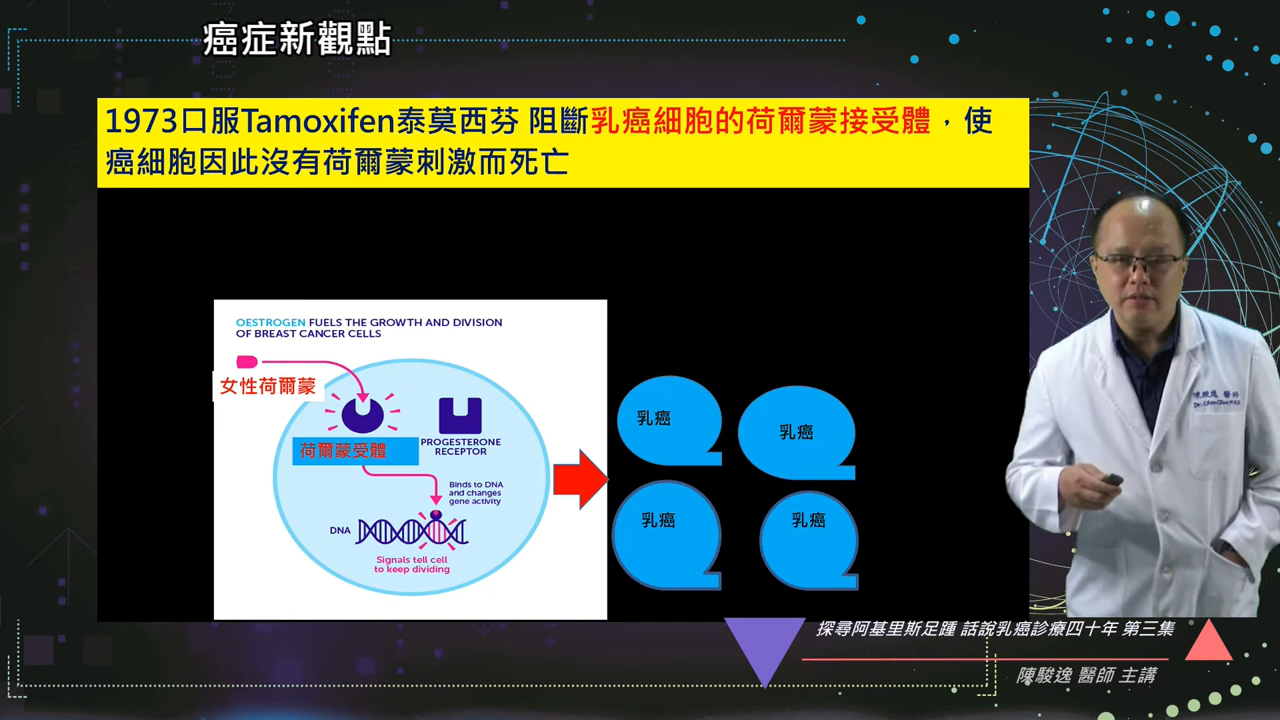 癌症新觀點
1973口服Tamoxifen泰莫西芬 阻斷乳癌細胞的荷爾蒙接受體，使
癌細胞因此沒有荷爾蒙刺激而死亡
OESTROGEN FUELS THE GROWTH AND DIVISION
OF BREAST CANCER CELLS
女性荷爾蒙
荷爾蒙受體
PROGESTERONE
RECEPTOR
Binds to DNA
and changes
gene activity
DNA
Signals tell cell
to keep dividing
乳癌
乳癌
乳癌
乳癌
陳駿逸 醫師
探尋阿基里斯足踵 話說乳癌診療四十年 第三集
陳駿逸 醫師 主講